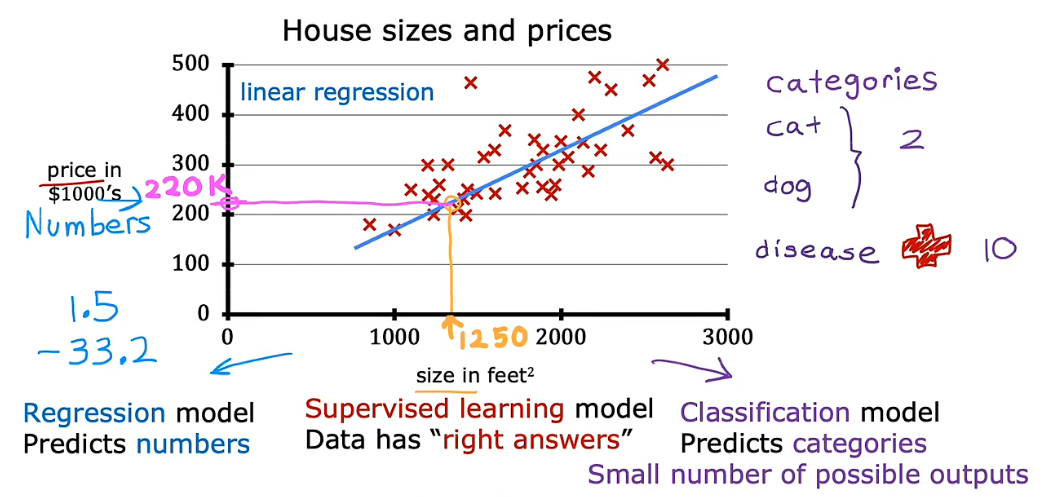 House sizes and prices
500
400
300
200
100
0
linear regression
price in
$1000's
220K
Numbers
1.5
-33.2
0
1000
2000
3000
1250
size in feet²
categories
cat
dog
2
disease
10
Regression model
Predicts numbers
Supervised learning model
Data has "right answers"
Classification model
Predicts categories
Small number of possible outputs